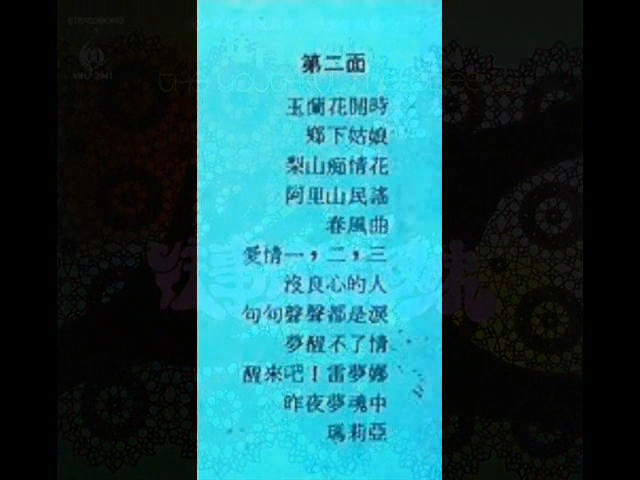 第二面
玉蘭花開時
鄉下姑娘
梨山痴情花
阿里山民謠
春風曲
愛情一，二，三
沒良心的人
句句聲聲都是淚
夢醒不了情
醒來吧！雷夢娜
昨夜夢魂中
瑪莉亞